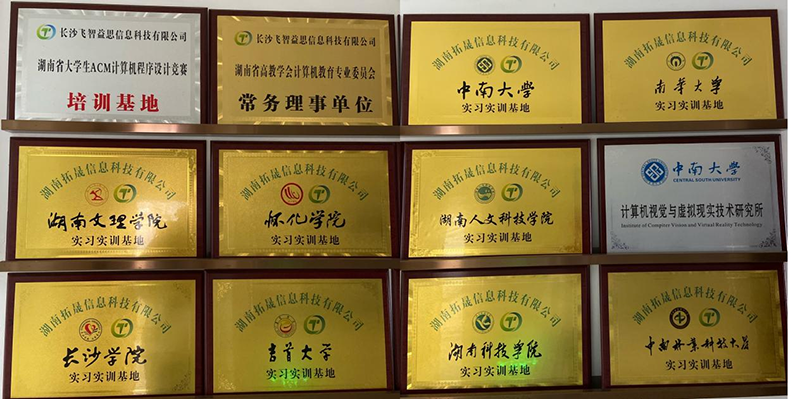 长沙飞智益思信息科技有限公司
湖南省大学生ACM计算机程序设计竞赛
培训基地
长沙飞智益思信息科技有限公司
湖南省高教学会计算机教育专业委员会
常务理事单位
湖南拓晟信息科技有限公司
中南大学
实习实训基地
湖南拓晟信息科技有限公司
南华大学
实习实训基地
湖南拓晟信息科技有限公司
湖南文理学院
实习实训基地
湖南拓晟信息科技有限公司
怀化学院
实习实训基地
湖南拓晟信息科技有限公司
湖南人文科技学院
实习实训基地
中南大学
CENTRAL SOUTH UNIVERSITY
计算机视觉与虚拟现实技术研究所
Institute of Computer Vision and Virtual-Reality Technology
湖南拓晟信息科技有限公司
长沙学院
实习实训基地
湖南拓晟信息科技有限公司
吉首大学
实习实训基地
湖南拓晟信息科技有限公司
湖南科技学院
实习实训基地
湖南拓晟信息科技有限公司
中南林业科技大学
实习实训基地